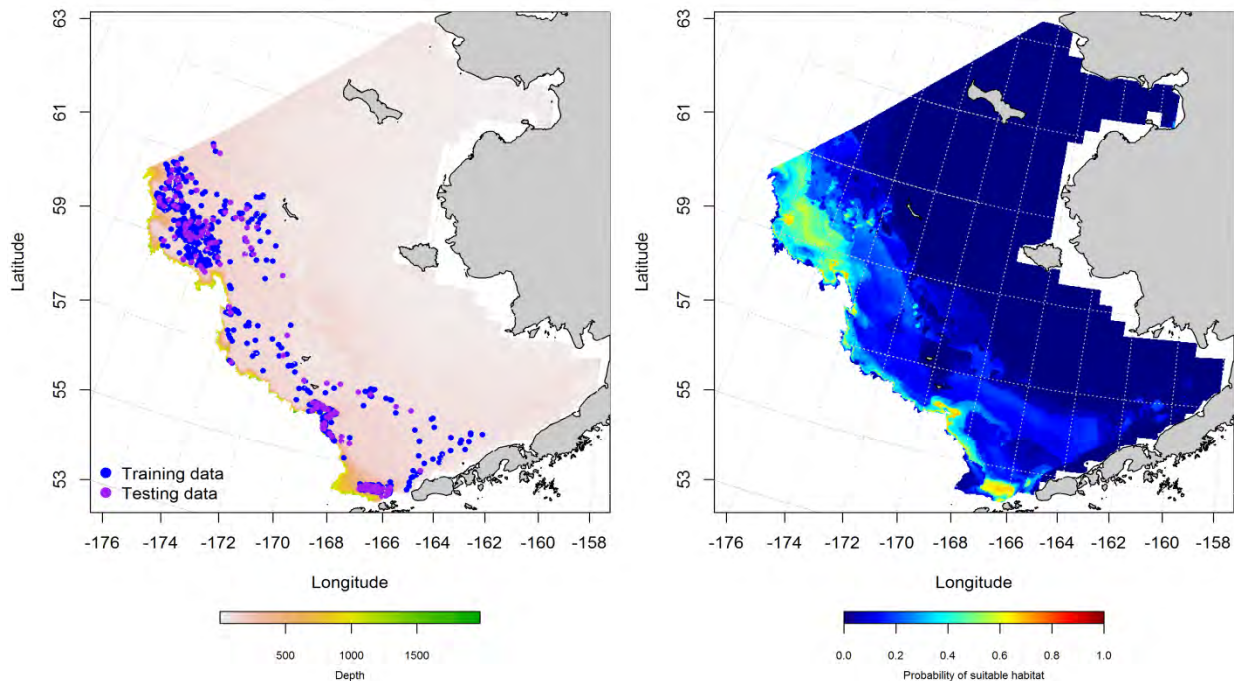 63
61
59
57
55
53
Latitude
Training data
Testing data
-176 -174 -172 -170 -168 -166 -164 -162 -160 -158
Longitude
500 1000 1500
Depth
63
61
59
57
55
53
Latitude
-176 -174 -172 -170 -168 -166 -164 -162 -160 -158
Longitude
0.0 0.2 0.4 0.6 0.8 1.0
Probability of suitable habitat